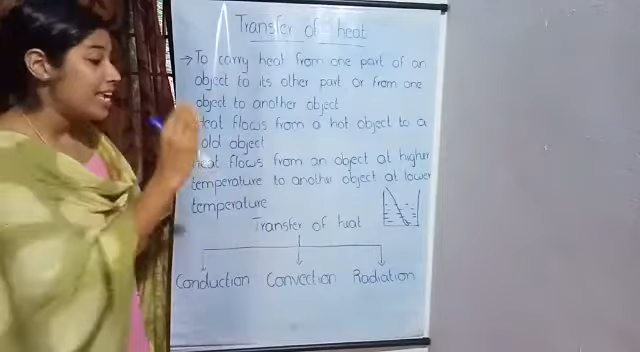 Transfer of heat
→ To carry heat from one part of an
object to its other part or from one
object to another object
Heat flows from a hot object to a
cold object
Heat flows from an object at higher
temperature to another object at lower
temperature
Transfer of heat
Conduction Convection Radiation